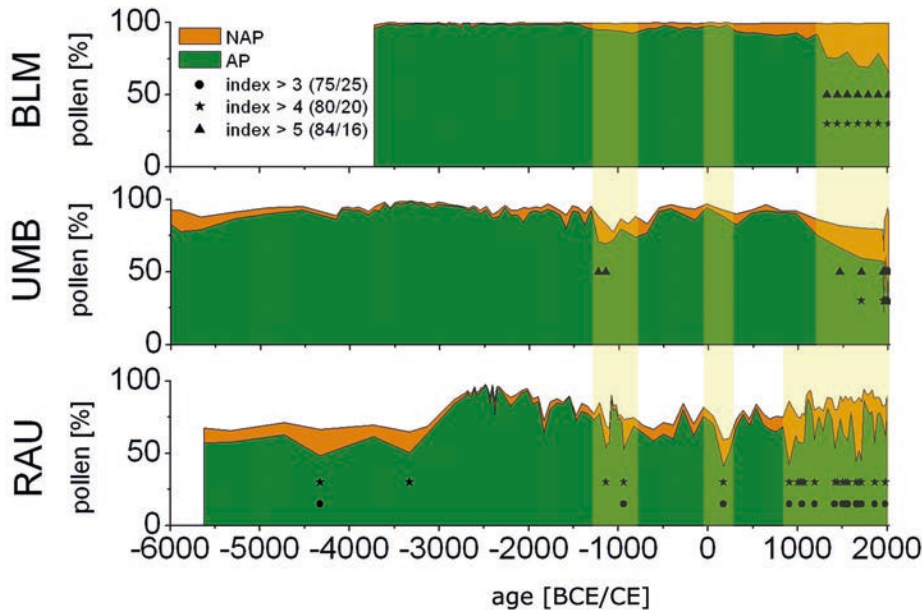 BLM
pollen [%]
100
50
0
NAP
AP
index > 3 (75/25)
index > 4 (80/20)
index > 5 (84/16)
UMB
pollen [%]
100
50
0
RAU
pollen [%]
100
50
0
-6000 -5000 -4000 -3000 -2000 -1000 0 1000 2000
age [BCE/CE]